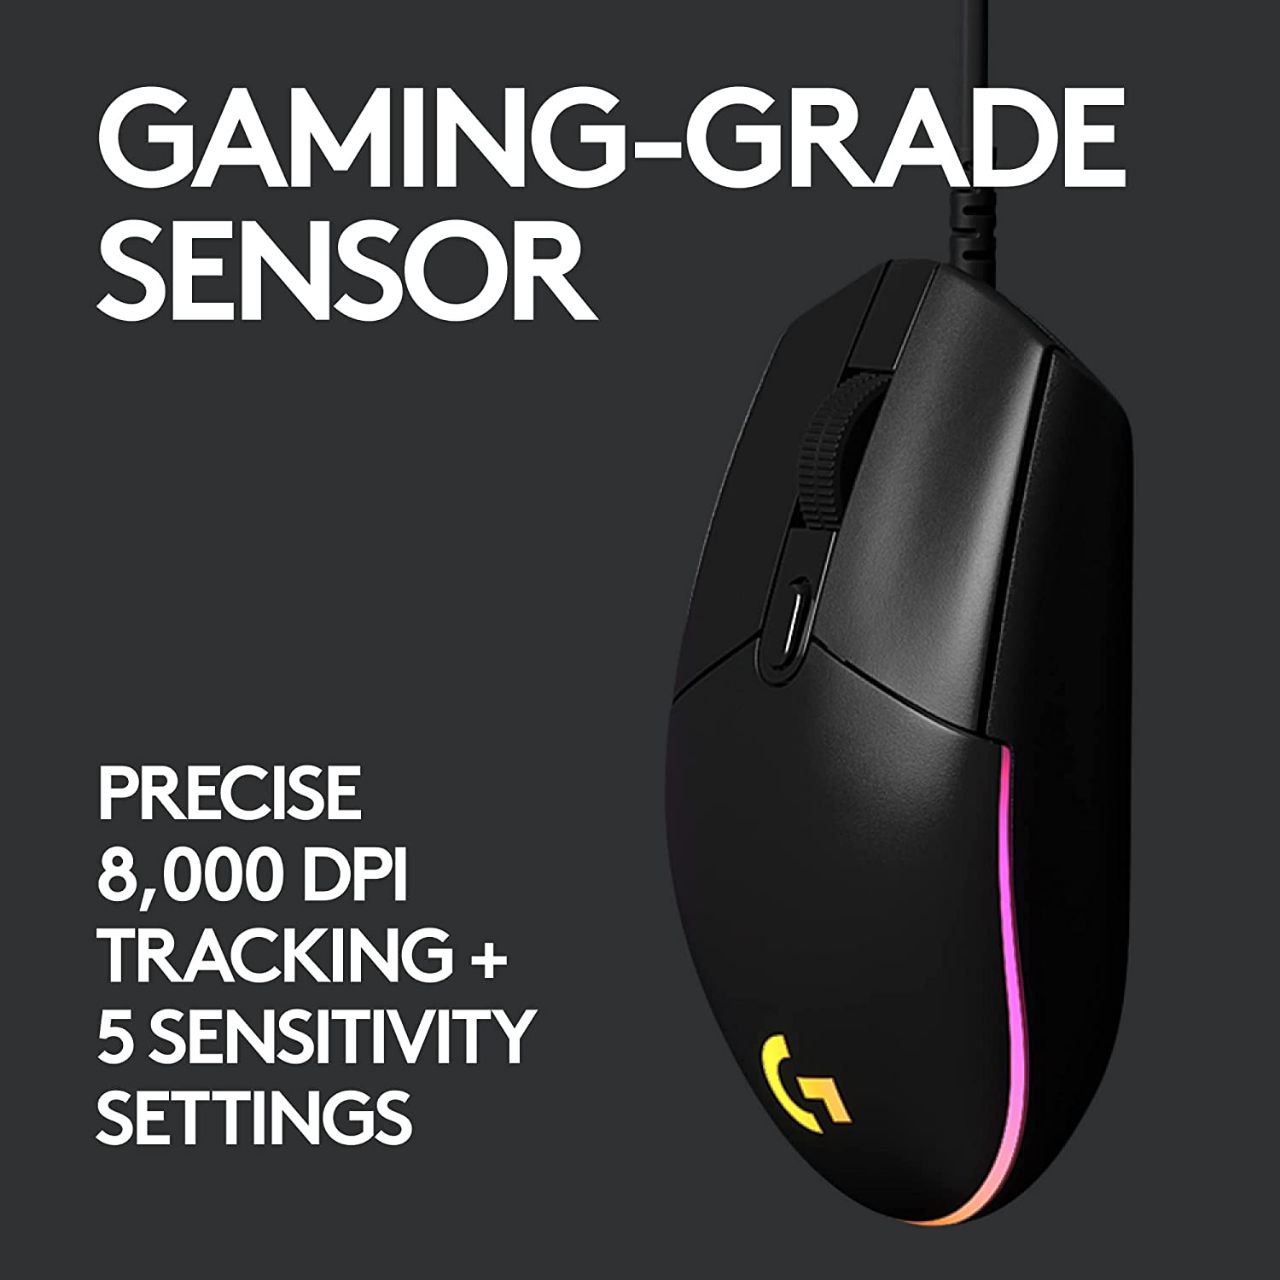 GAMING-GRADE
SENSOR
PRECISE
8,000 DPI
TRACKING +
5 SENSITIVITY
SETTINGS